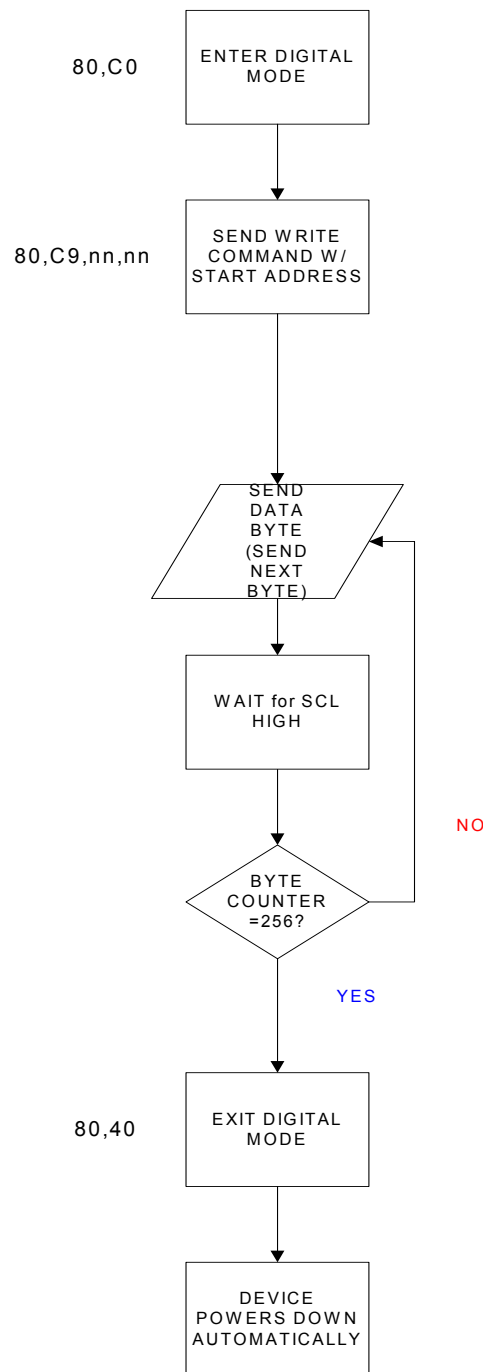 80,C0
ENTER DIGITAL
MODE
80,C9,nn,nn
SEND WRITE
COMMAND W/
START ADDRESS
SEND
DATA
BYTE
(SEND
NEXT
BYTE)
WAIT for SCL
HIGH
NO
BYTE
COUNTER
=256?
YES
80,40
EXIT DIGITAL
MODE
DEVICE
POWERS DOWN
AUTOMATICALLY